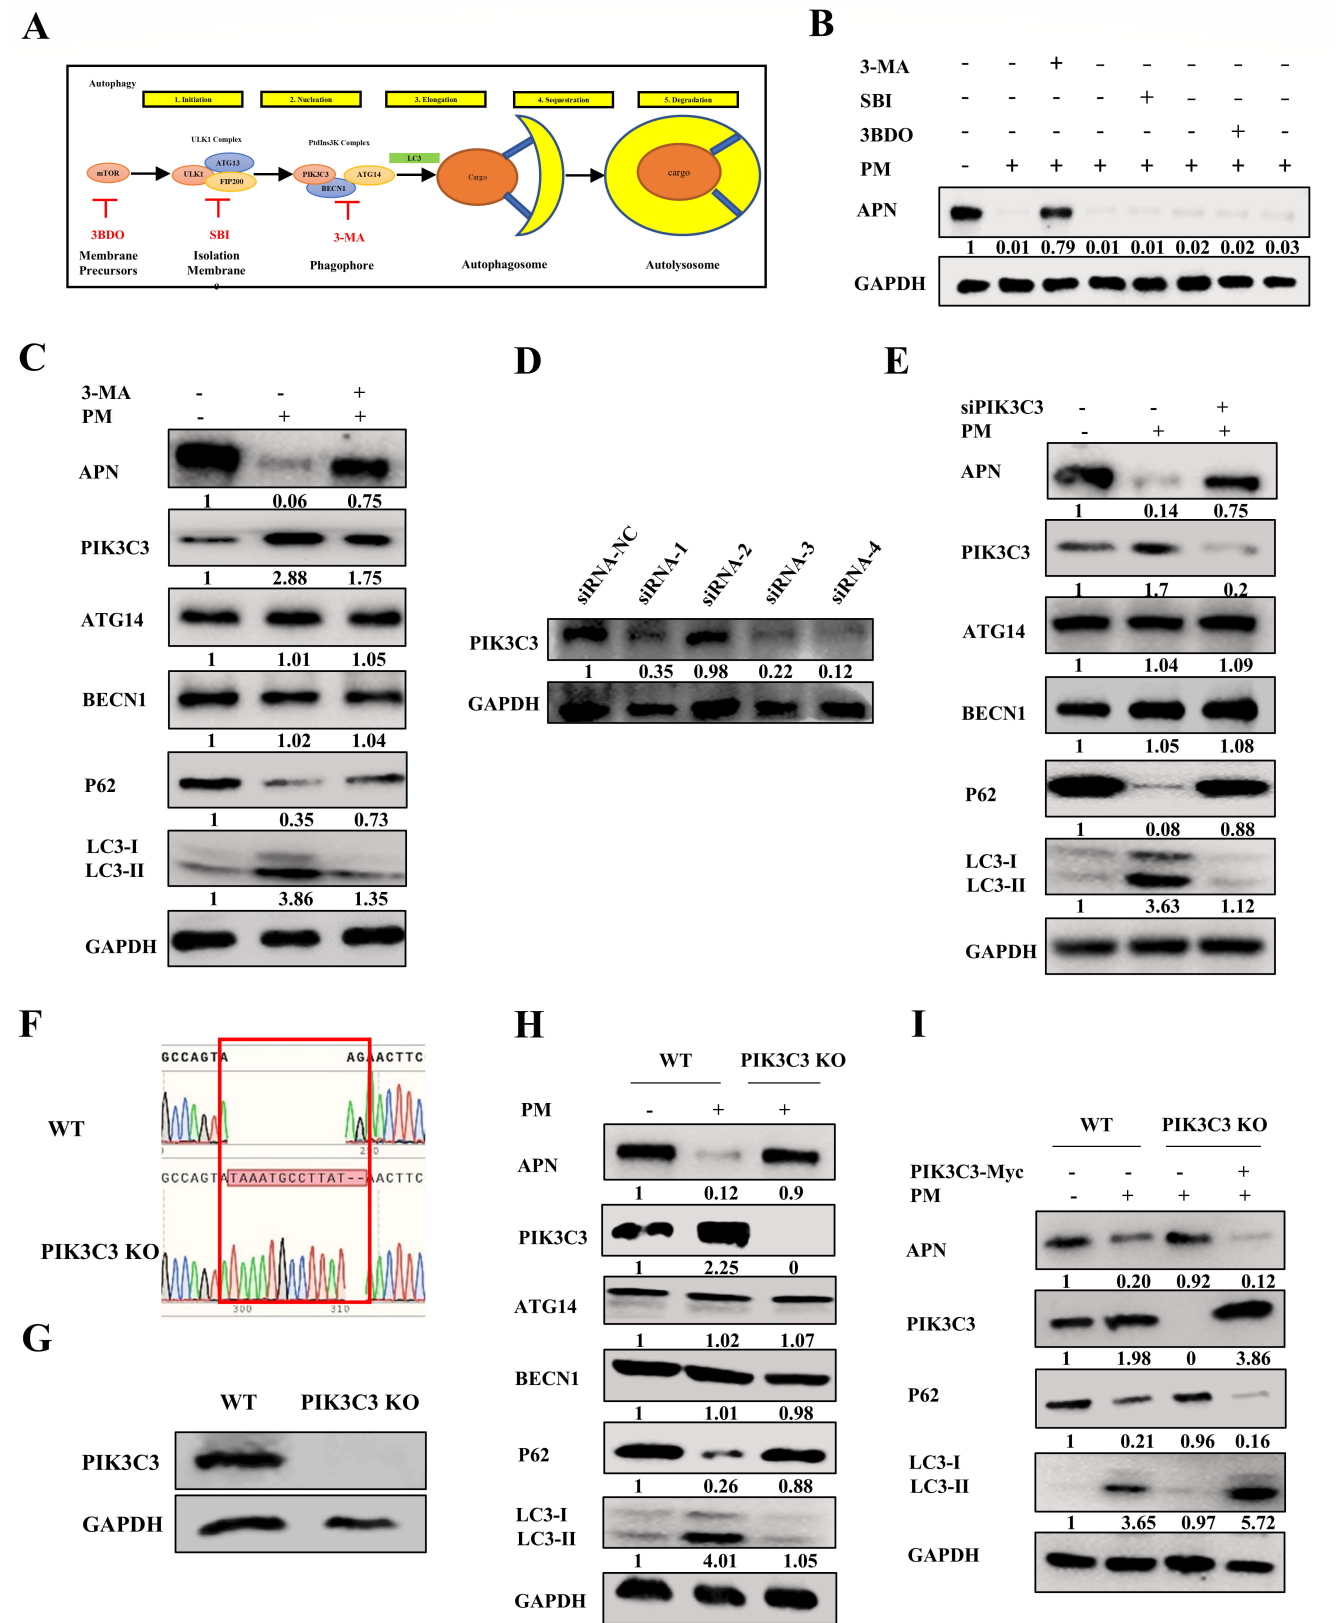 A
Autophagy
1. Initiation 2. Nucleation 3. Elongation 4. Sequestration 5. Degradation
ULK1 Complex PtdIns3K Complex
mTOR ULK1 ATG13 FIP200 PIK3C3 BECN1 ATG14 LC3 Cargo cargo
3BDO SBI 3-MA
Membrane Precursors Isolation Membrane Phagophore Autophagosome Autolysosome
B
3-MA - - + - - - - -
SBI - - - - + - - -
3BDO - - - - - - + -
PM - + + + + + + +
APN
1 0.01 0.79 0.01 0.01 0.02 0.02 0.03
GAPDH
C
3-MA - - +
PM - + +
APN
1 0.06 0.75
PIK3C3
1 2.88 1.75
ATG14
1 1.01 1.05
BECN1
1 1.02 1.04
P62
1 0.35 0.73
LC3-I
LC3-II
1 3.86 1.35
GAPDH
D
siRNA-NC siRNA-1 siRNA-2 siRNA-3 siRNA-4
PIK3C3
1 0.35 0.98 0.22 0.12
GAPDH
E
siPIK3C3 - - +
PM - + +
APN
1 0.14 0.75
PIK3C3
1 1.7 0.2
ATG14
1 1.04 1.09
BECN1
1 1.05 1.08
P62
1 0.08 0.88
LC3-I
LC3-II
1 3.63 1.12
GAPDH
F
GCCAGTA AGAACTTC
WT
GCCAGTATAAATGCCTTAT--AACTTC
PIK3C3 KO
300 310
G
WT PIK3C3 KO
PIK3C3
GAPDH
H
WT PIK3C3 KO
PM - + +
APN
1 0.12 0.9
PIK3C3
1 2.25 0
ATG14
1 1.02 1.07
BECN1
1 1.01 0.98
P62
1 0.26 0.88
LC3-I
LC3-II
1 4.01 1.05
GAPDH
I
WT PIK3C3 KO
PIK3C3-Myc - - - +
PM - + + +
APN
1 0.20 0.92 0.12
PIK3C3
1 1.98 0 3.86
P62
1 0.21 0.96 0.16
LC3-I
LC3-II
1 3.65 0.97 5.72
GAPDH